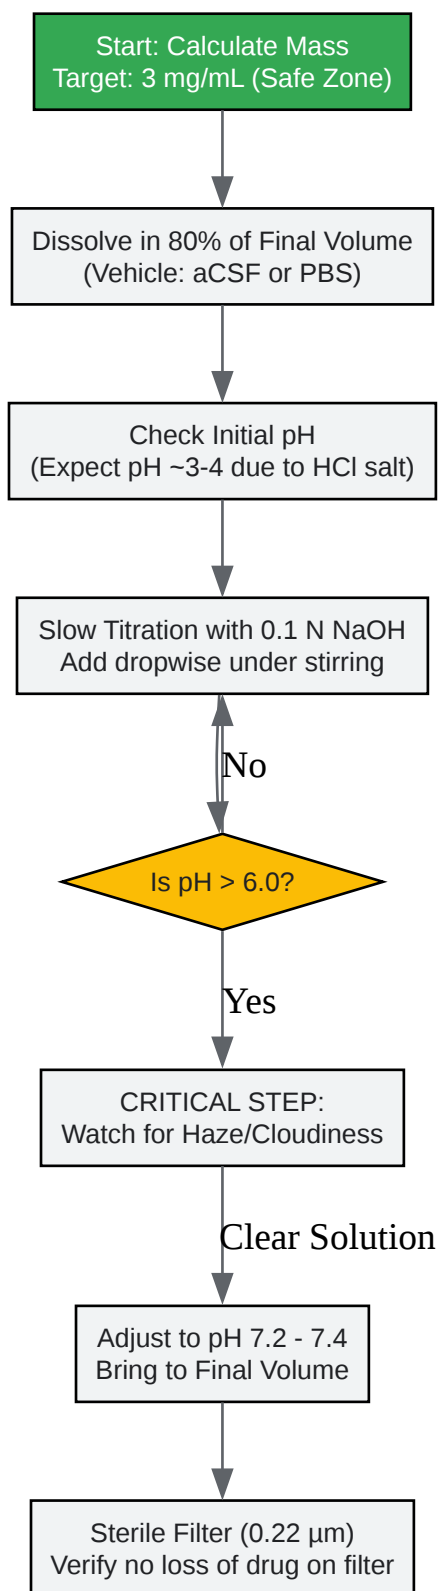 Start: Calculate Mass
Target: 3 mg/mL (Safe Zone)
Dissolve in 80% of Final Volume
(Vehicle: aCSF or PBS)
Check Initial pH
(Expect pH ~3-4 due to HCl salt)
Slow Titration with 0.1 N NaOH
Add dropwise under stirring
No
Is pH > 6.0?
Yes
CRITICAL STEP:
Watch for Haze/Cloudiness
Clear Solution
Adjust to pH 7.2 - 7.4
Bring to Final Volume
Sterile Filter (0.22 µm)
Verify no loss of drug on filter